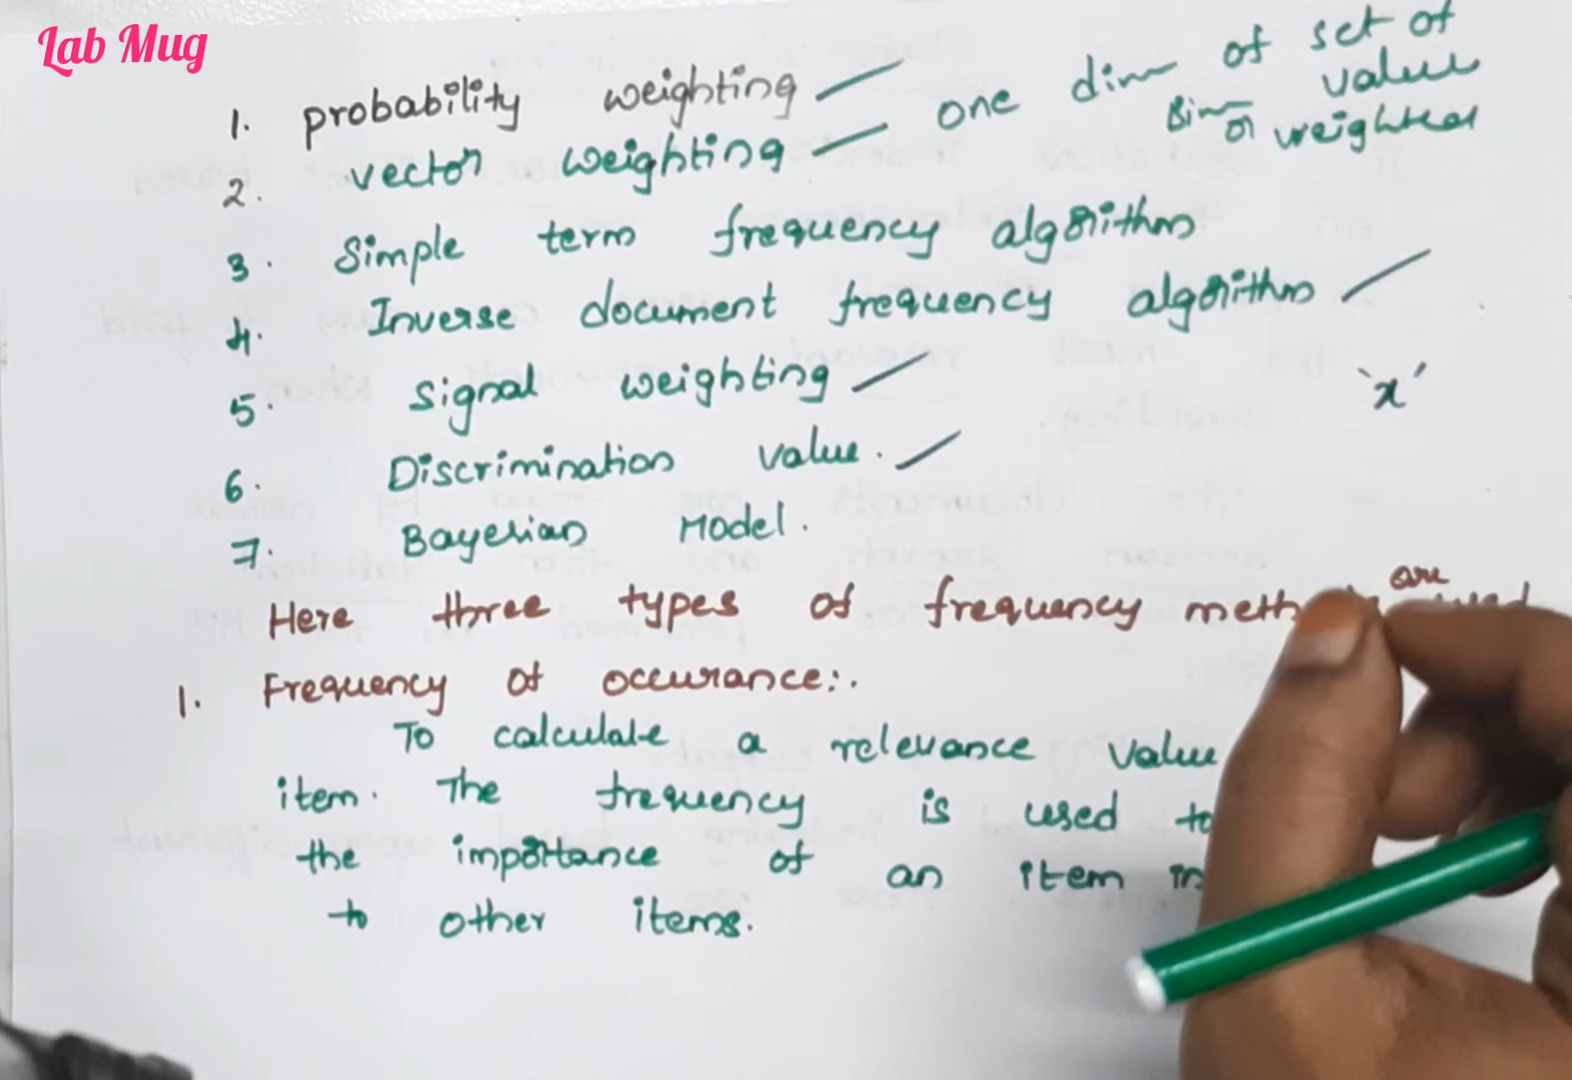 Lab Mug
1. probability weighting
one dim of set of
value
2. vector weighting
Bin or weighted
3. Simple term frequency algorithm
4. Inverse document frequency algorithm
5. Signal weighting
'x'
6. Discrimination value.
7. Bayesian Model.
are
Here three types of frequency meth
1. Frequency of occurance:.
To calculate a relevance value
item. The frequency is used to
the importance of an item in
to other items.